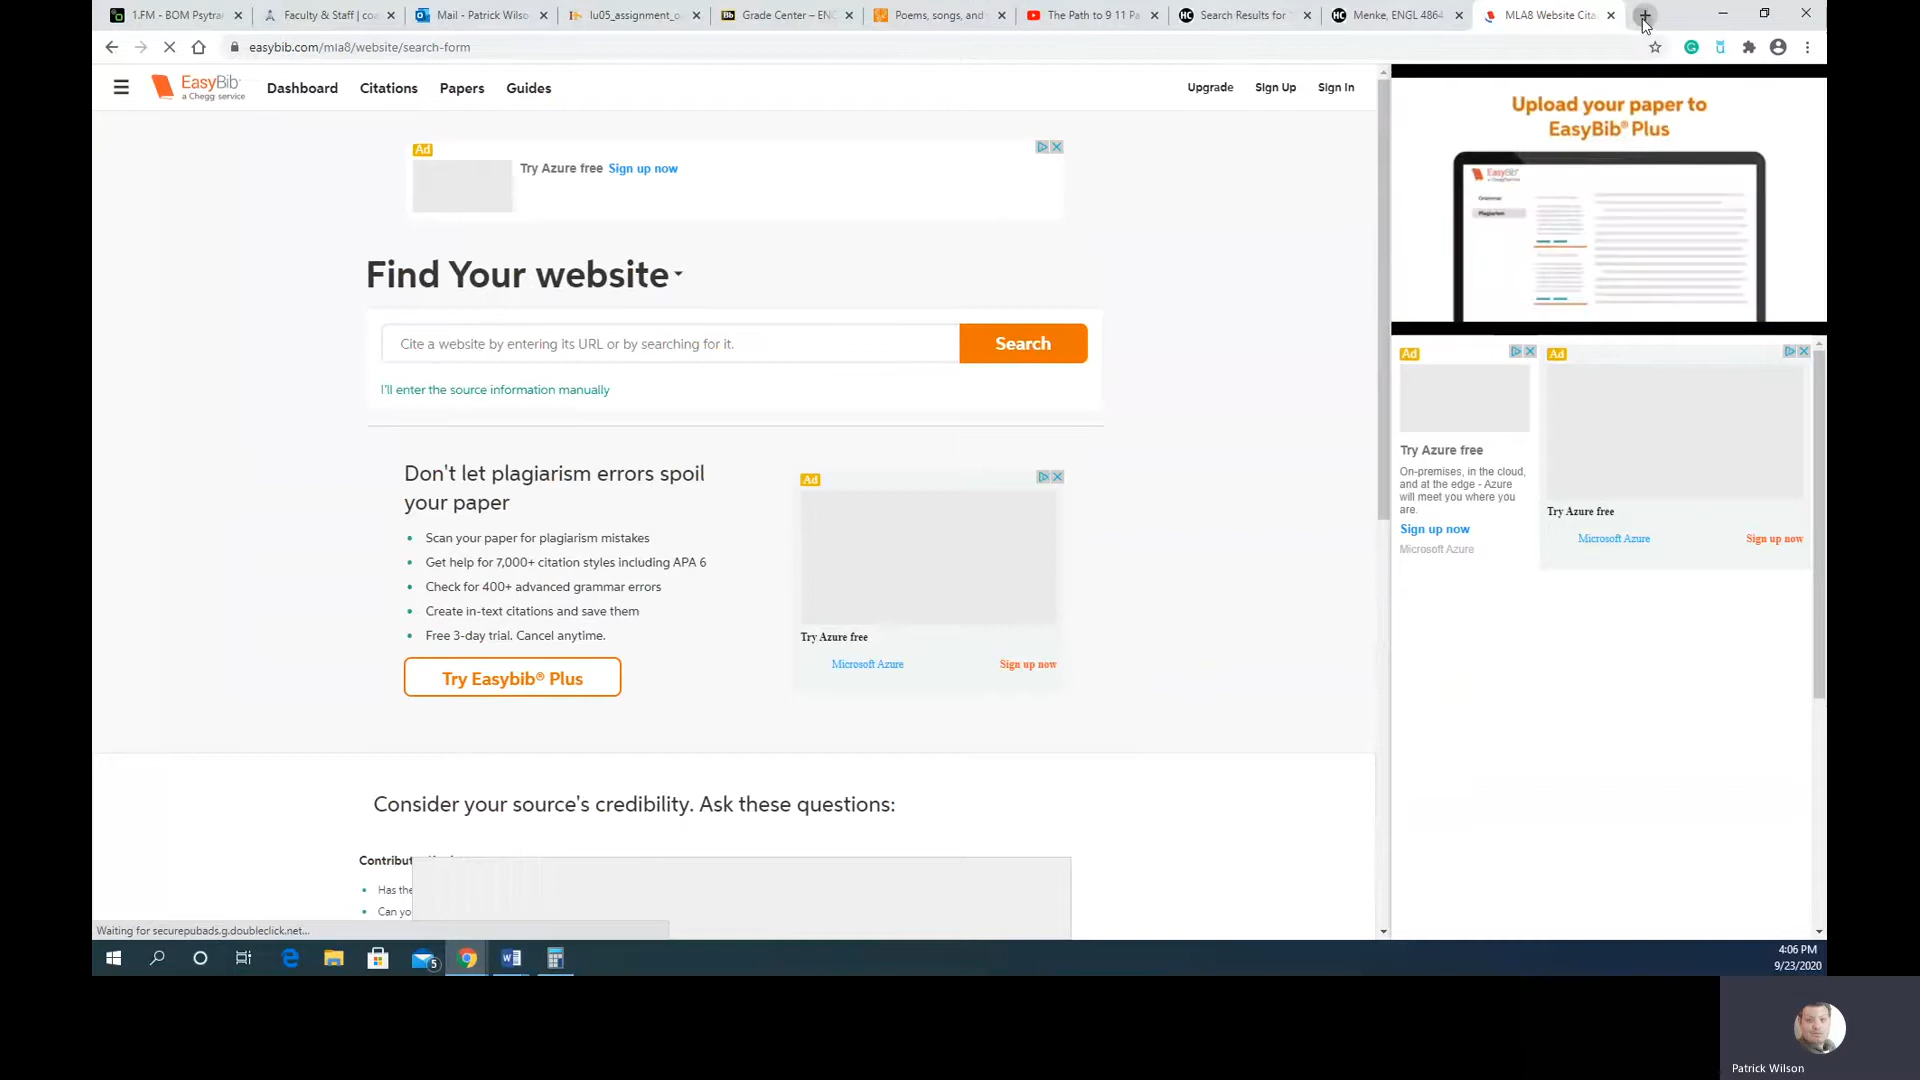 1.FM - BOM Psytra
Faculty & Staff | coa
Mail - Patrick Wilso
lu05_assignment_o
Grade Center – ENG
Poems, songs, and
The Path to 9 11 Pa
Search Results for
Menke, ENGL 4864
MLA8 Website Cita
easybib.com/mla8/website/search-form
EasyBib
a Chegg service
Dashboard
Citations
Papers
Guides
Upgrade
Sign Up
Sign In
Ad
Try Azure free Sign up now
Find Your website
Cite a website by entering its URL or by searching for it.
Search
I'll enter the source information manually
Don't let plagiarism errors spoil
your paper
Scan your paper for plagiarism mistakes
Get help for 7,000+ citation styles including APA 6
Check for 400+ advanced grammar errors
Create in-text citations and save them
Free 3-day trial. Cancel anytime.
Try Easybib® Plus
Ad
Try Azure free
Microsoft Azure
Sign up now
Consider your source's credibility. Ask these questions:
Contribut
Has the
Can yo
Waiting for securepubads.g.doubleclick.net...
Upload your paper to
EasyBib® Plus
EasyBib
Grammar
Plagiarism
Ad
Try Azure free
On-premises, in the cloud,
and at the edge - Azure
will meet you where you
are.
Sign up now
Microsoft Azure
Ad
Try Azure free
Microsoft Azure
Sign up now
5
4:06 PM
9/23/2020
Patrick Wilson